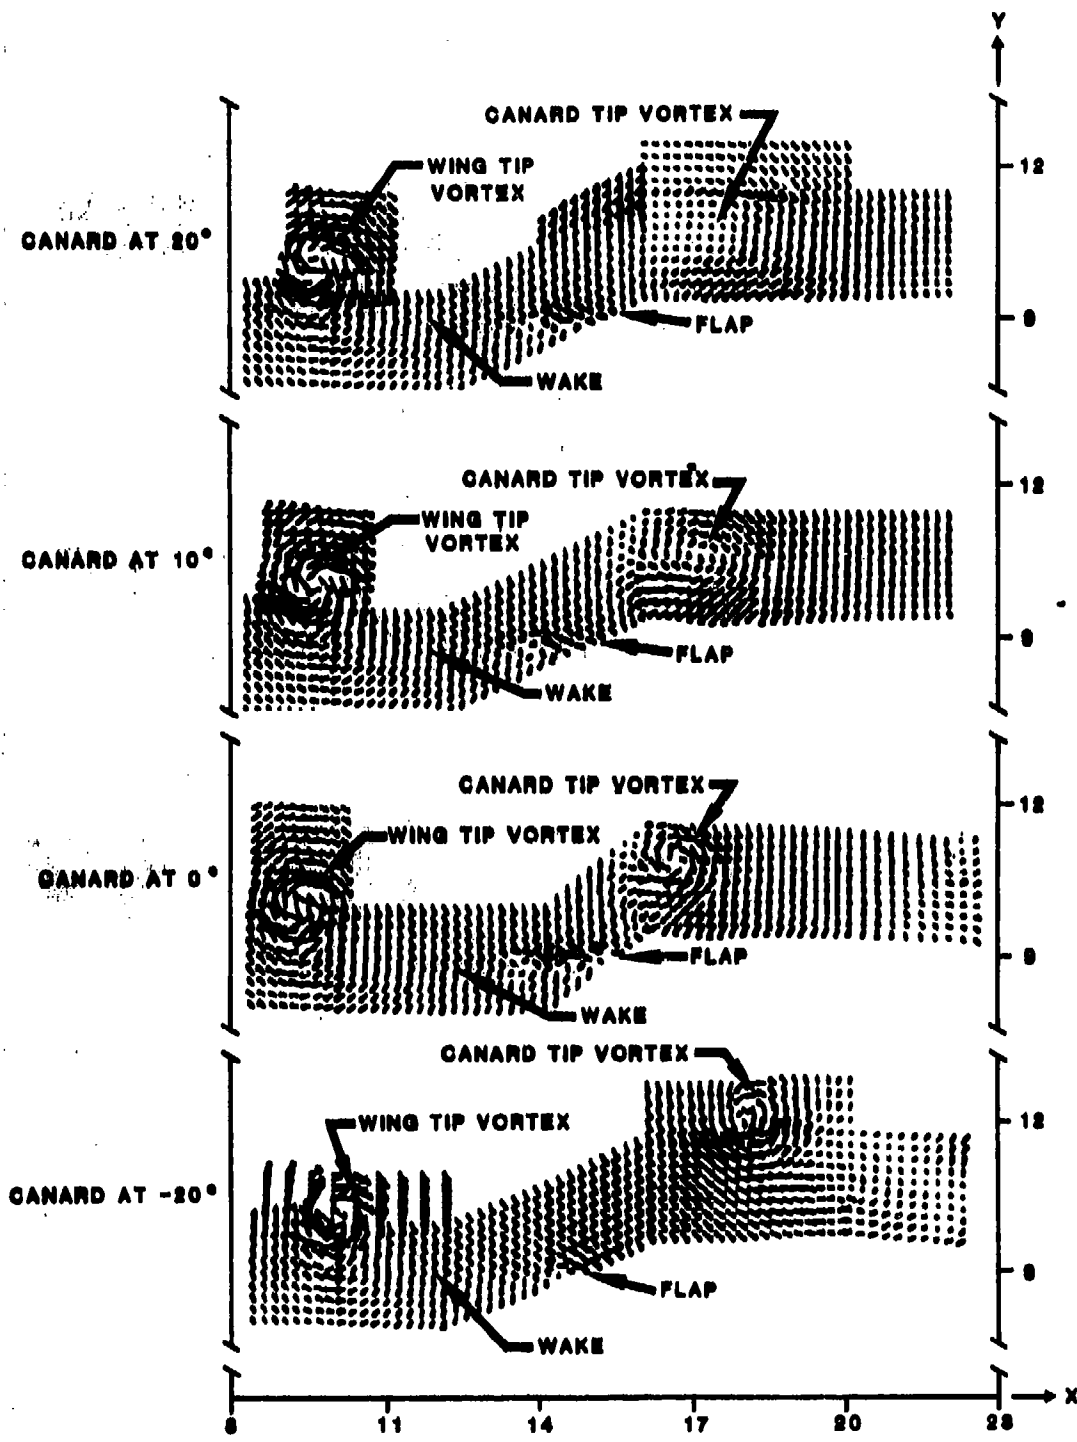 Y
CANARD TIP VORTEX
WING TIP
VORTEX
12
CANARD AT 20°
FLAP
9
WAKE
CANARD TIP VORTEX
12
WING TIP
VORTEX
CANARD AT 10°
9
FLAP
WAKE
CANARD TIP VORTEX
12
WING TIP VORTEX
CANARD AT 0°
FLAP
9
WAKE
CANARD TIP VORTEX
WING TIP VORTEX
12
CANARD AT -20°
9
FLAP
WAKE
X
8 11 14 17 20 23